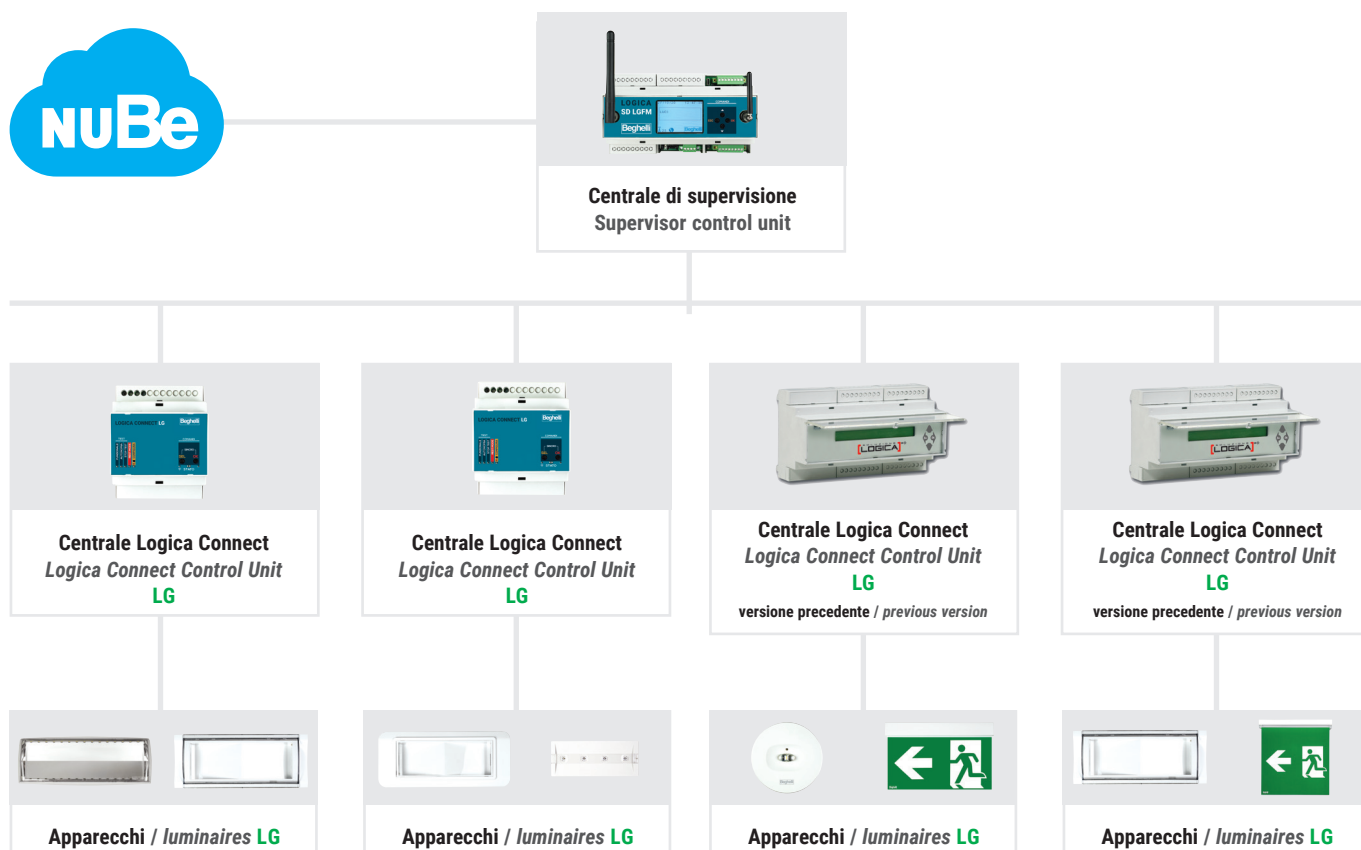 NUBe
LOGICA
SD LGFM
Beghelli
Beghelli
Centrale di supervisione
Supervisor control unit
LOGICA CONNECT LG Beghelli
LOGICA CONNECT LG Beghelli
[LOGICA]
[LOGICA]
Centrale Logica Connect
Logica Connect Control Unit
LG
Centrale Logica Connect
Logica Connect Control Unit
LG
Centrale Logica Connect
Logica Connect Control Unit
LG
versione precedente / previous version
Centrale Logica Connect
Logica Connect Control Unit
LG
versione precedente / previous version
Beghelli
Apparecchi / luminaires LG
Apparecchi / luminaires LG
Apparecchi / luminaires LG
Apparecchi / luminaires LG